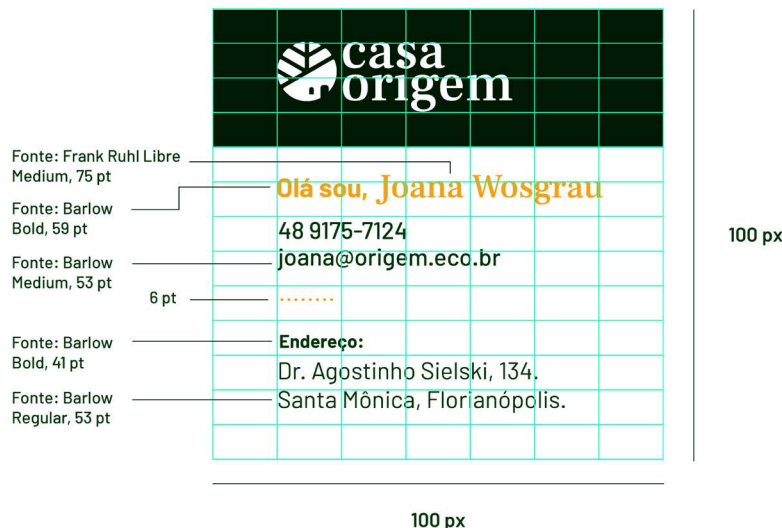 casa
origem
Fonte: Frank Ruhl Libre
Medium, 75 pt
Olá sou, Joana Wosgrau
Fonte: Barlow
Bold, 59 pt
48 9175-7124
100 px
joana@origem.eco.br
Fonte: Barlow
Medium, 53 pt
6 pt
........
Endereço:
Fonte: Barlow
Bold, 41 pt
Dr. Agostinho Sielski, 134.
Santa Mônica, Florianópolis.
Fonte: Barlow
Regular, 53 pt
100 px